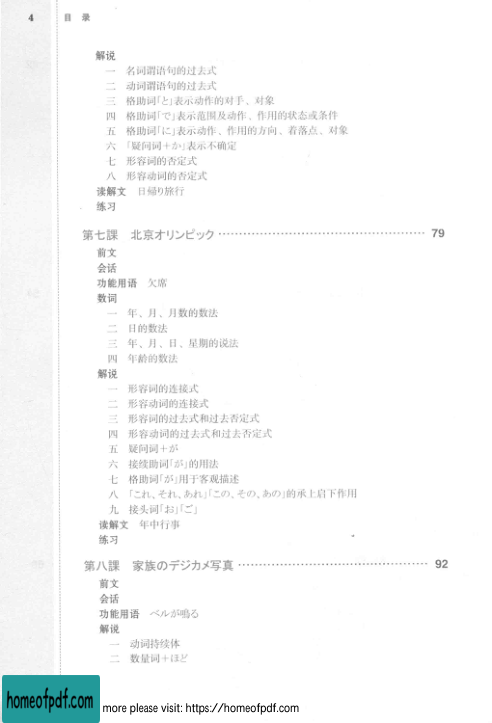 4 目 录
解说
一 名词谓语句的过去式
二 动词谓语句的过去式
三 格助词「と」表示动作的对手、对象
四 格助词「で」表示范围及动作、作用的状态或条件
五 格助词「に」表示动作、作用的方向、着落点、对象
六 「疑问词+か」表示不确定
七 形容词的否定式
八 形容动词的否定式
读解文 日帰り旅行
练习
第七課 北京オリンピック 79
前文
会话
功能用语 欠席
数词
一 年、月、月数的数法
二 日的数法
三 年、月、日、星期的说法
四 年龄的数法
解说
一 形容词的连接式
二 形容动词的连接式
三 形容词的过去式和过去否定式
四 形容动词的过去式和过去否定式
五 疑问词+が
六 接续助词「が」的用法
七 格助词「が」用于客观描述
八 「これ、それ、あれ」「この、その、あの」的承上启下作用
九 接头词「お」「ご」
读解文 年中行事
练习
第八課 家族のデジカメ写真 92
前文
会话
功能用语 ベルが鳴る
解说
一 动词持续体
二 数量词+ほど
homeofpdf.com more please visit: https://homeofpdf.com